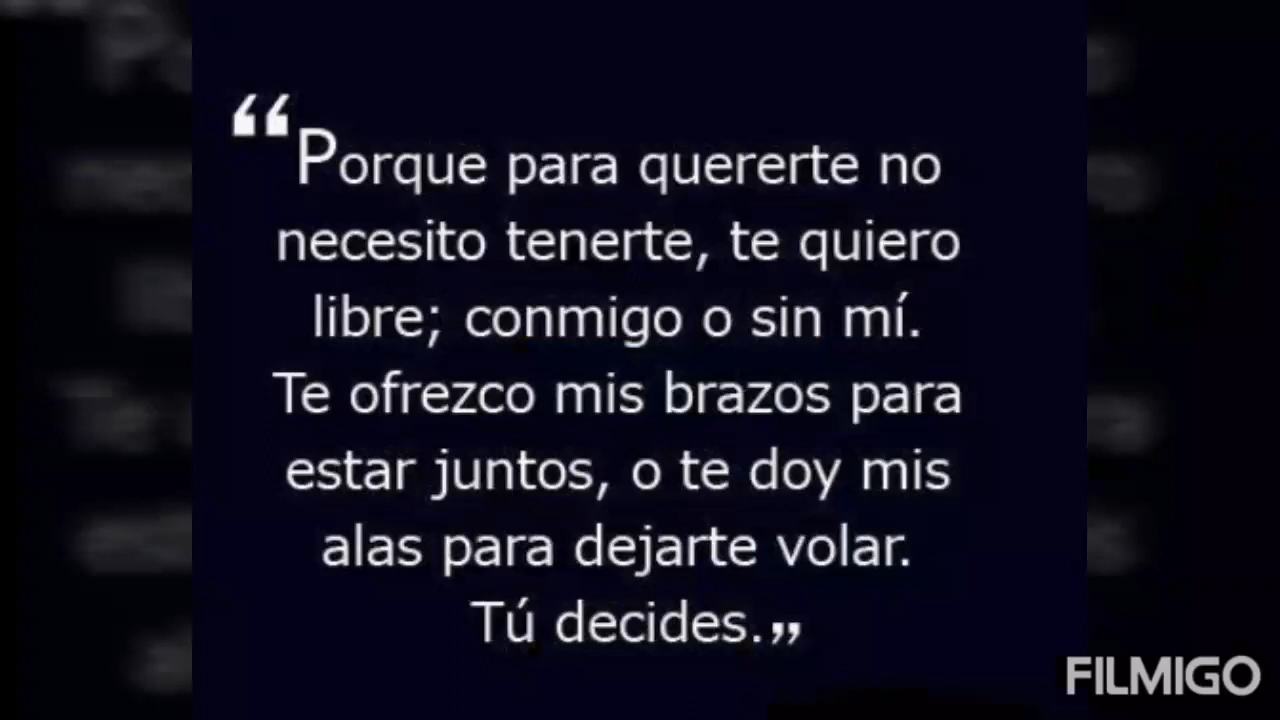 “Porque para quererte no
necesito tenerte, te quiero
libre; conmigo o sin mí.
Te ofrezco mis brazos para
estar juntos, o te doy mis
alas para dejarte volar.
Tú decides.”
FILMIGO